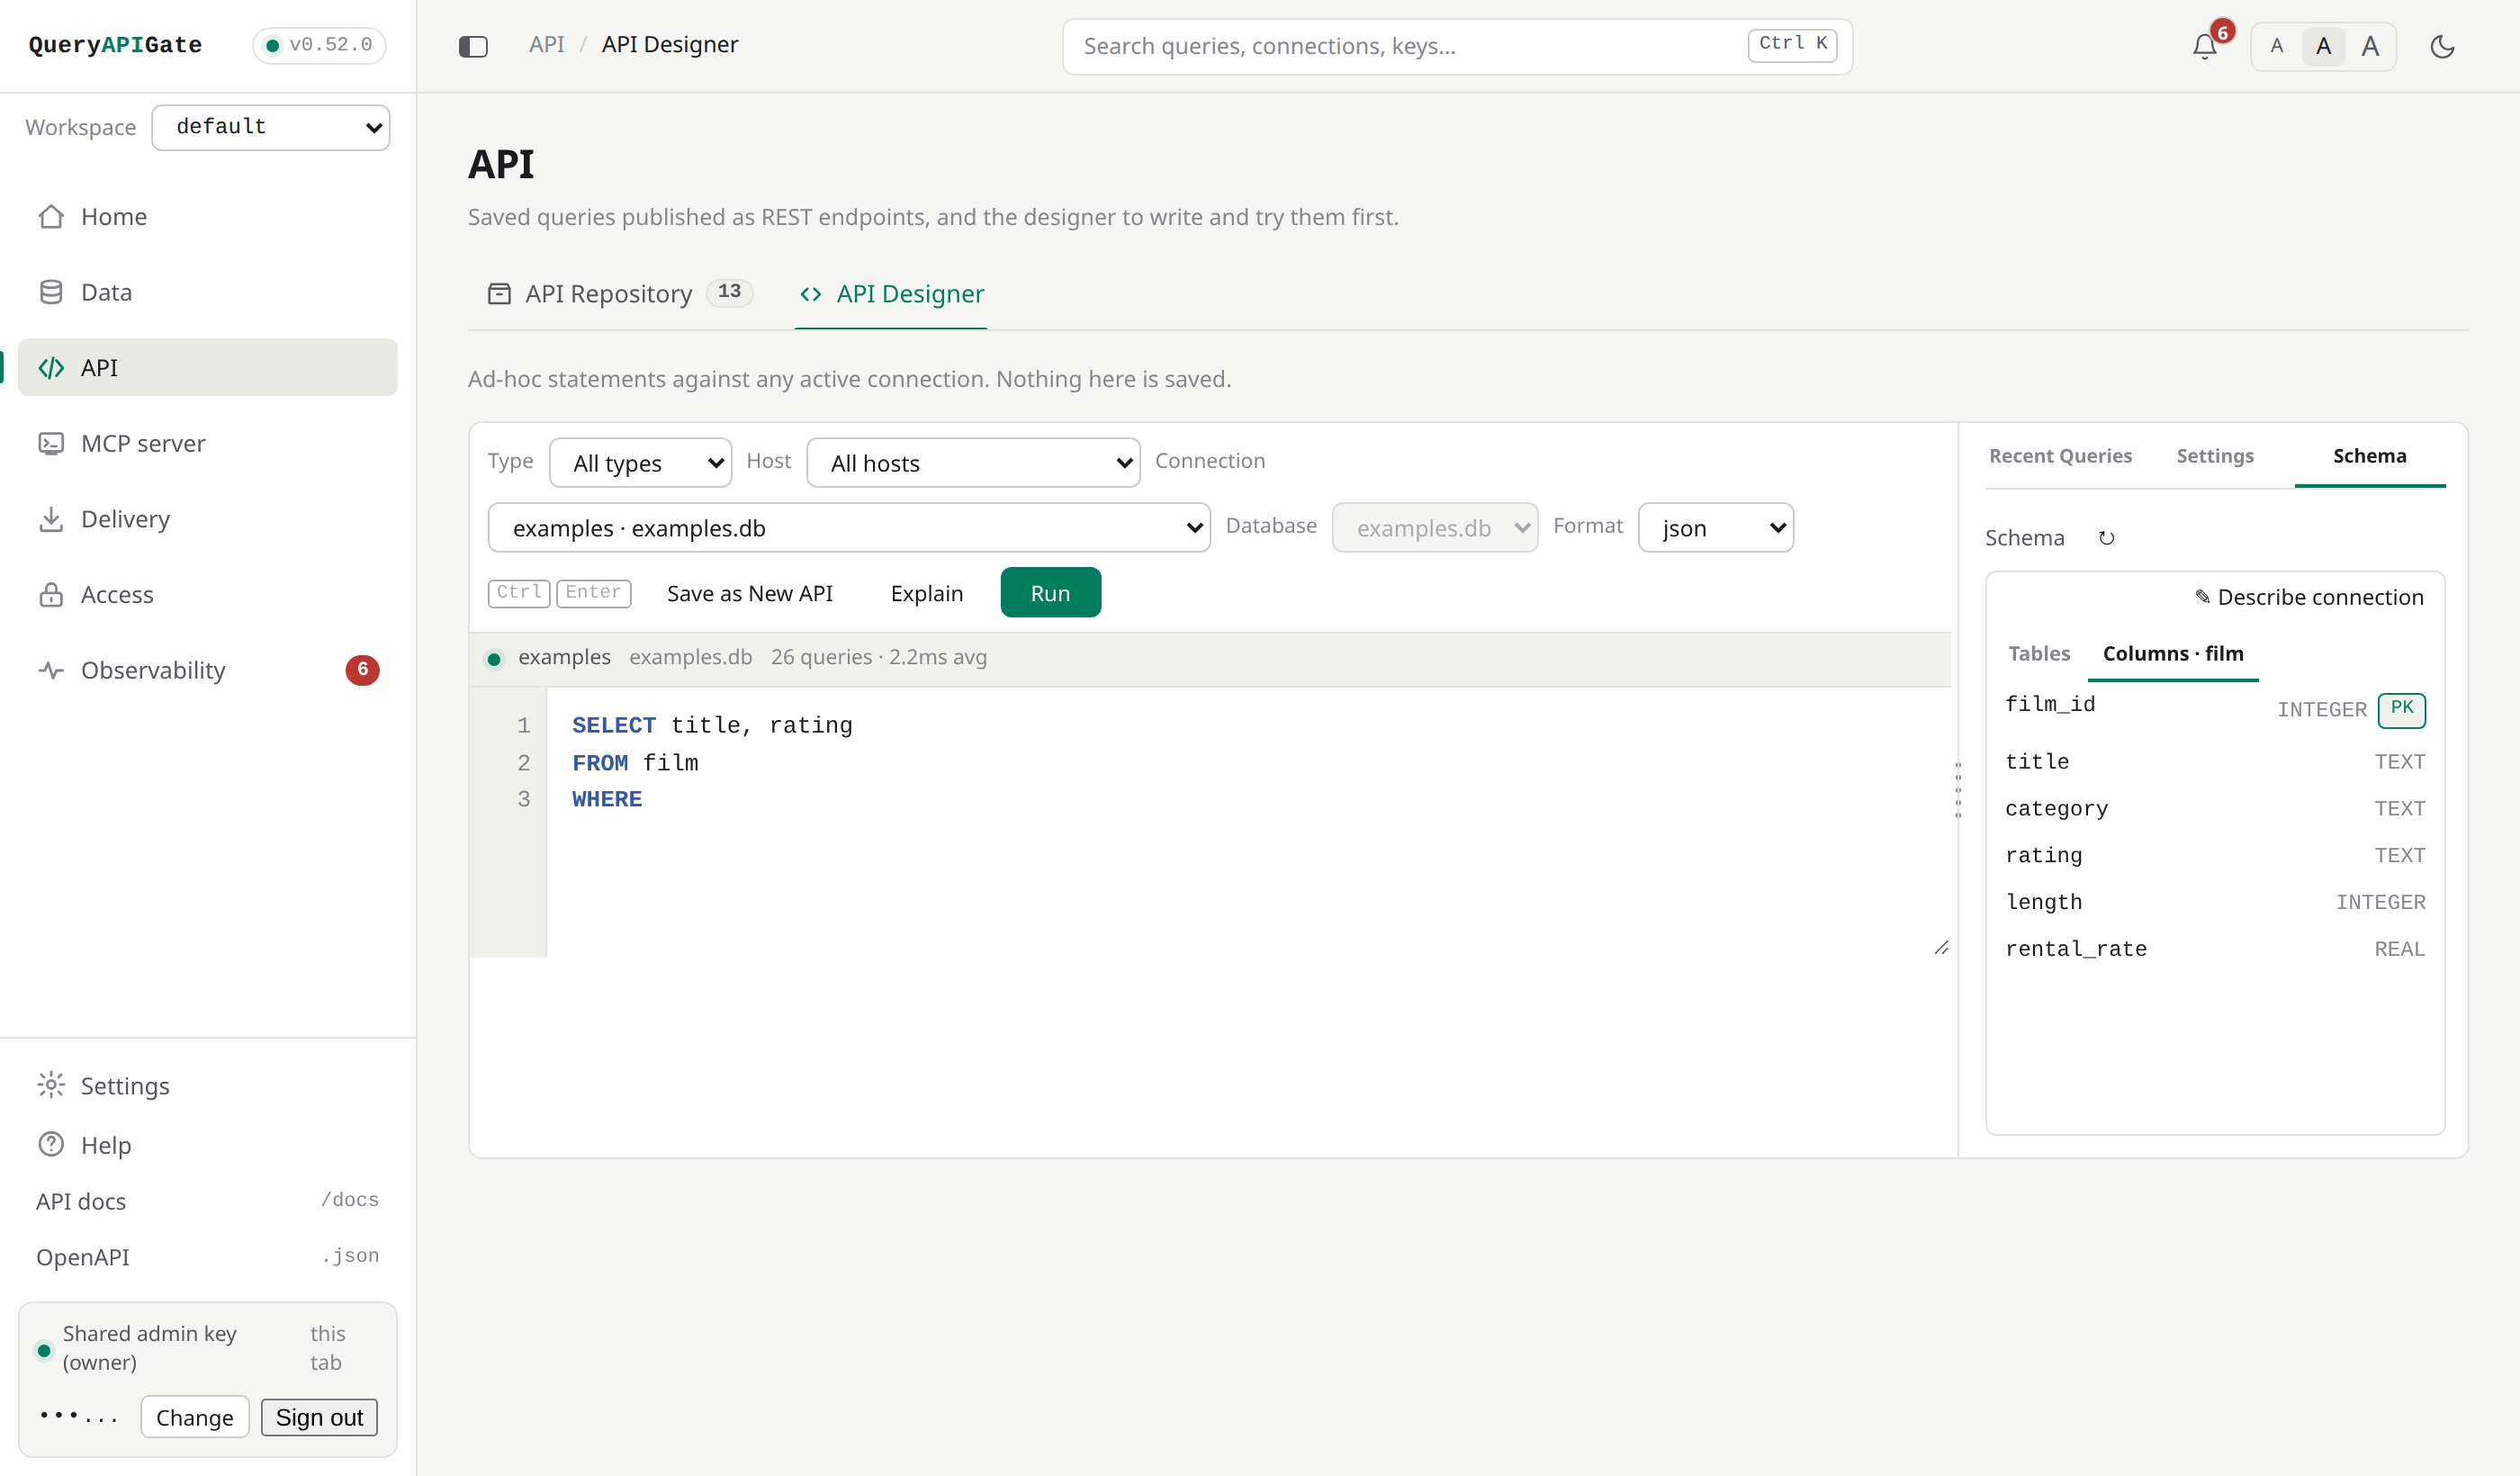 QueryAPIGate
v0.52.0
API / API Designer
Search queries, connections, keys...
Ctrl K
6
A A A
Workspace
default
Home
Data
API
MCP server
Delivery
Access
Observability
6
Settings
Help
API docs
/docs
OpenAPI
.json
Shared admin key (owner)
this tab
•••...
Change
Sign out
API
Saved queries published as REST endpoints, and the designer to write and try them first.
API Repository 13
API Designer
Ad-hoc statements against any active connection. Nothing here is saved.
Type
All types
Host
All hosts
Connection
examples · examples.db
Database
examples.db
Format
json
Ctrl Enter
Save as New API
Explain
Run
examples examples.db 26 queries · 2.2ms avg
1 SELECT title, rating
2 FROM film
3 WHERE
Recent Queries
Settings
Schema
Schema ↻
✎ Describe connection
Tables
Columns · film
film_id INTEGER PK
title TEXT
category TEXT
rating TEXT
length INTEGER
rental_rate REAL